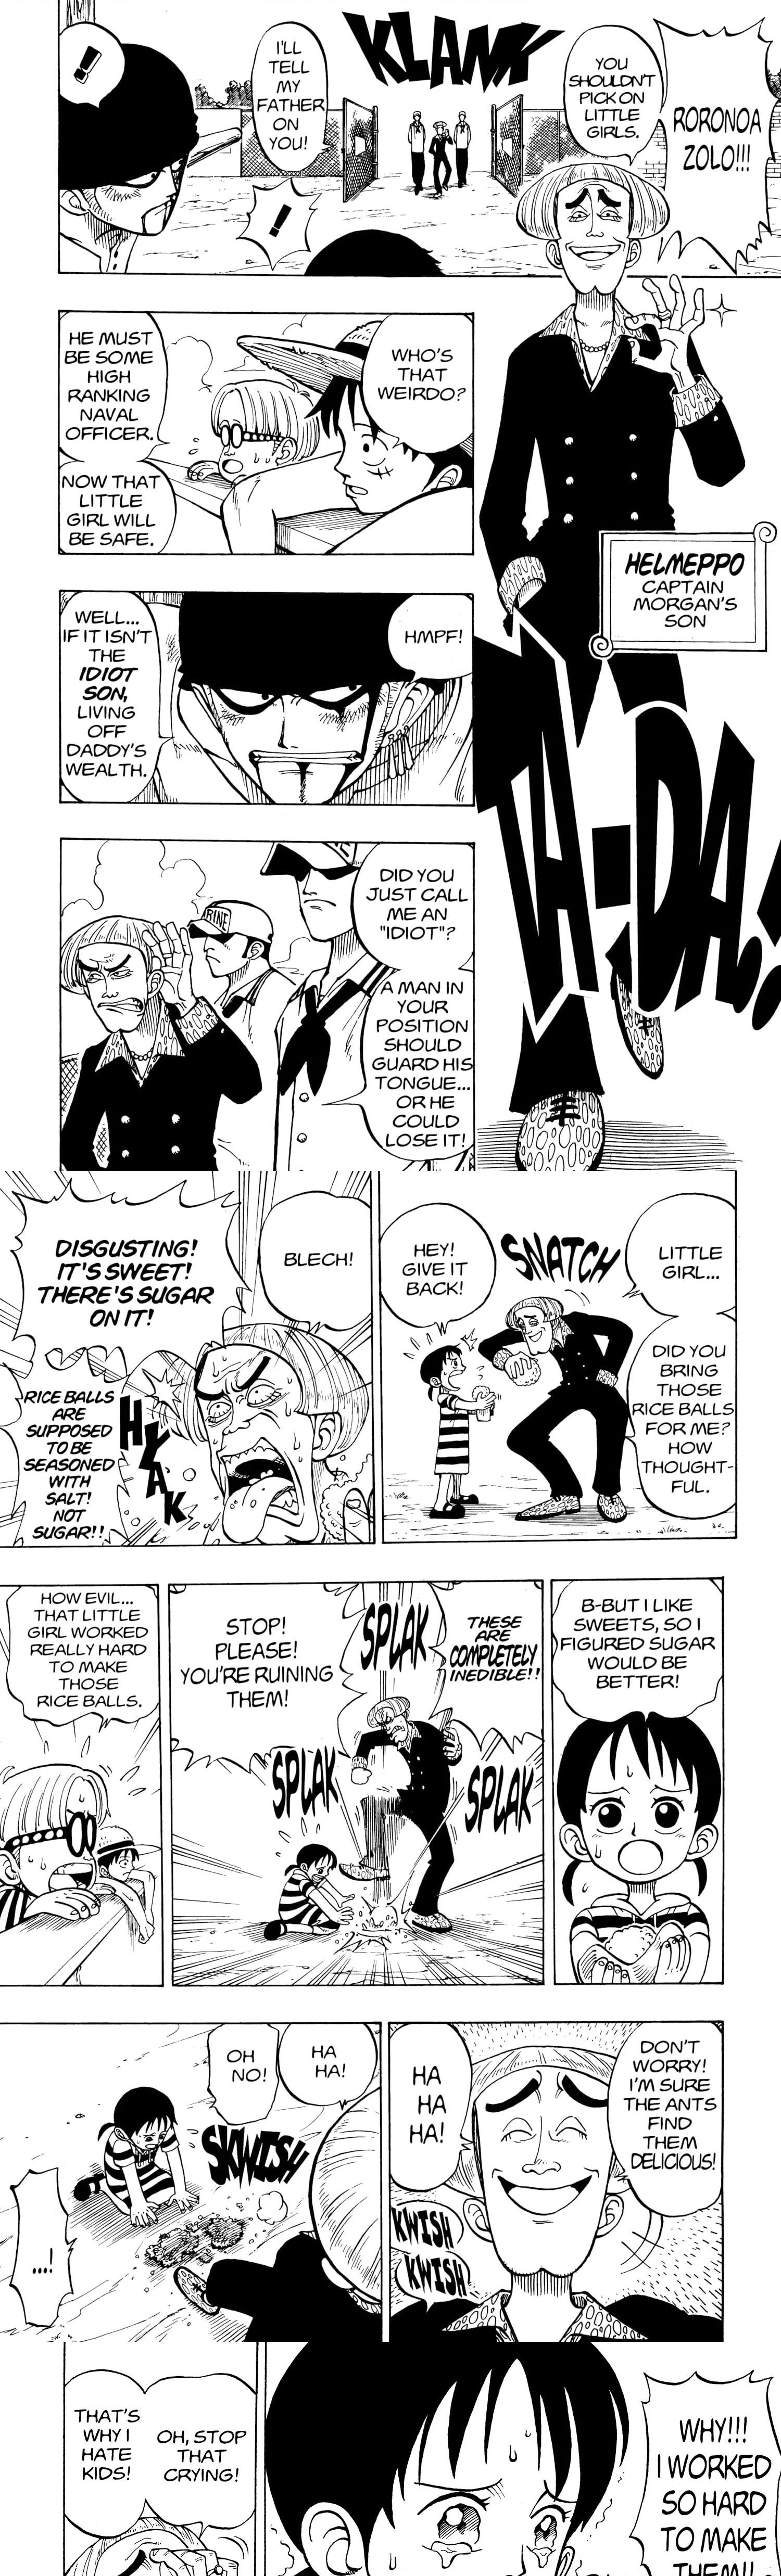 RORONOA
ZOLO!!!
YOU
SHOULDN'T
PICK ON
LITTLE
GIRLS.
KLANK
I'LL
TELL
MY
FATHER
ON
YOU!
!
!
HELMEPPO
CAPTAIN
MORGAN'S
SON
TA-DA!!
WHO'S
THAT
WEIRDO?
HE MUST
BE SOME
HIGH
RANKING
NAVAL
OFFICER.
NOW THAT
LITTLE
GIRL WILL
BE SAFE.
HMPF!
WELL...
IF IT ISN'T
THE
IDIOT
SON,
LIVING
OFF
DADDY'S
WEALTH.
DID YOU
JUST CALL
ME AN
"IDIOT"?
RINE
A MAN IN
YOUR
POSITION
SHOULD
GUARD HIS
TONGUE...
OR HE
COULD
LOSE IT!
LITTLE
GIRL...
DID YOU
BRING
THOSE
RICE BALLS
FOR ME?
HOW
THOUGHT-
FUL.
SNATCH
HEY!
GIVE IT
BACK!
BLECH!
DISGUSTING!
IT'S SWEET!
THERE'S SUGAR
ON IT!
HYAK
RICE BALLS
ARE
SUPPOSED
TO BE
SEASONED
WITH
SALT!
NOT
SUGAR!!
B-BUT I LIKE
SWEETS, SO I
FIGURED SUGAR
WOULD BE
BETTER!
THESE
ARE
COMPLETELY
INEDIBLE!!
SPLAK
SPLAK
SPLAK
STOP!
PLEASE!
YOU'RE RUINING
THEM!
HOW EVIL...
THAT LITTLE
GIRL WORKED
REALLY HARD
TO MAKE
THOSE
RICE BALLS.
DON'T
WORRY!
I'M SURE
THE ANTS
FIND
THEM
DELICIOUS!
HA
HA
HA!
KWISH
KWISH
HA
HA!
OH
NO!
SKWISH
...!
WHY!!!
I WORKED
SO HARD
TO MAKE
THEM!!
OH, STOP
THAT
CRYING!
THAT'S
WHY I
HATE
KIDS!